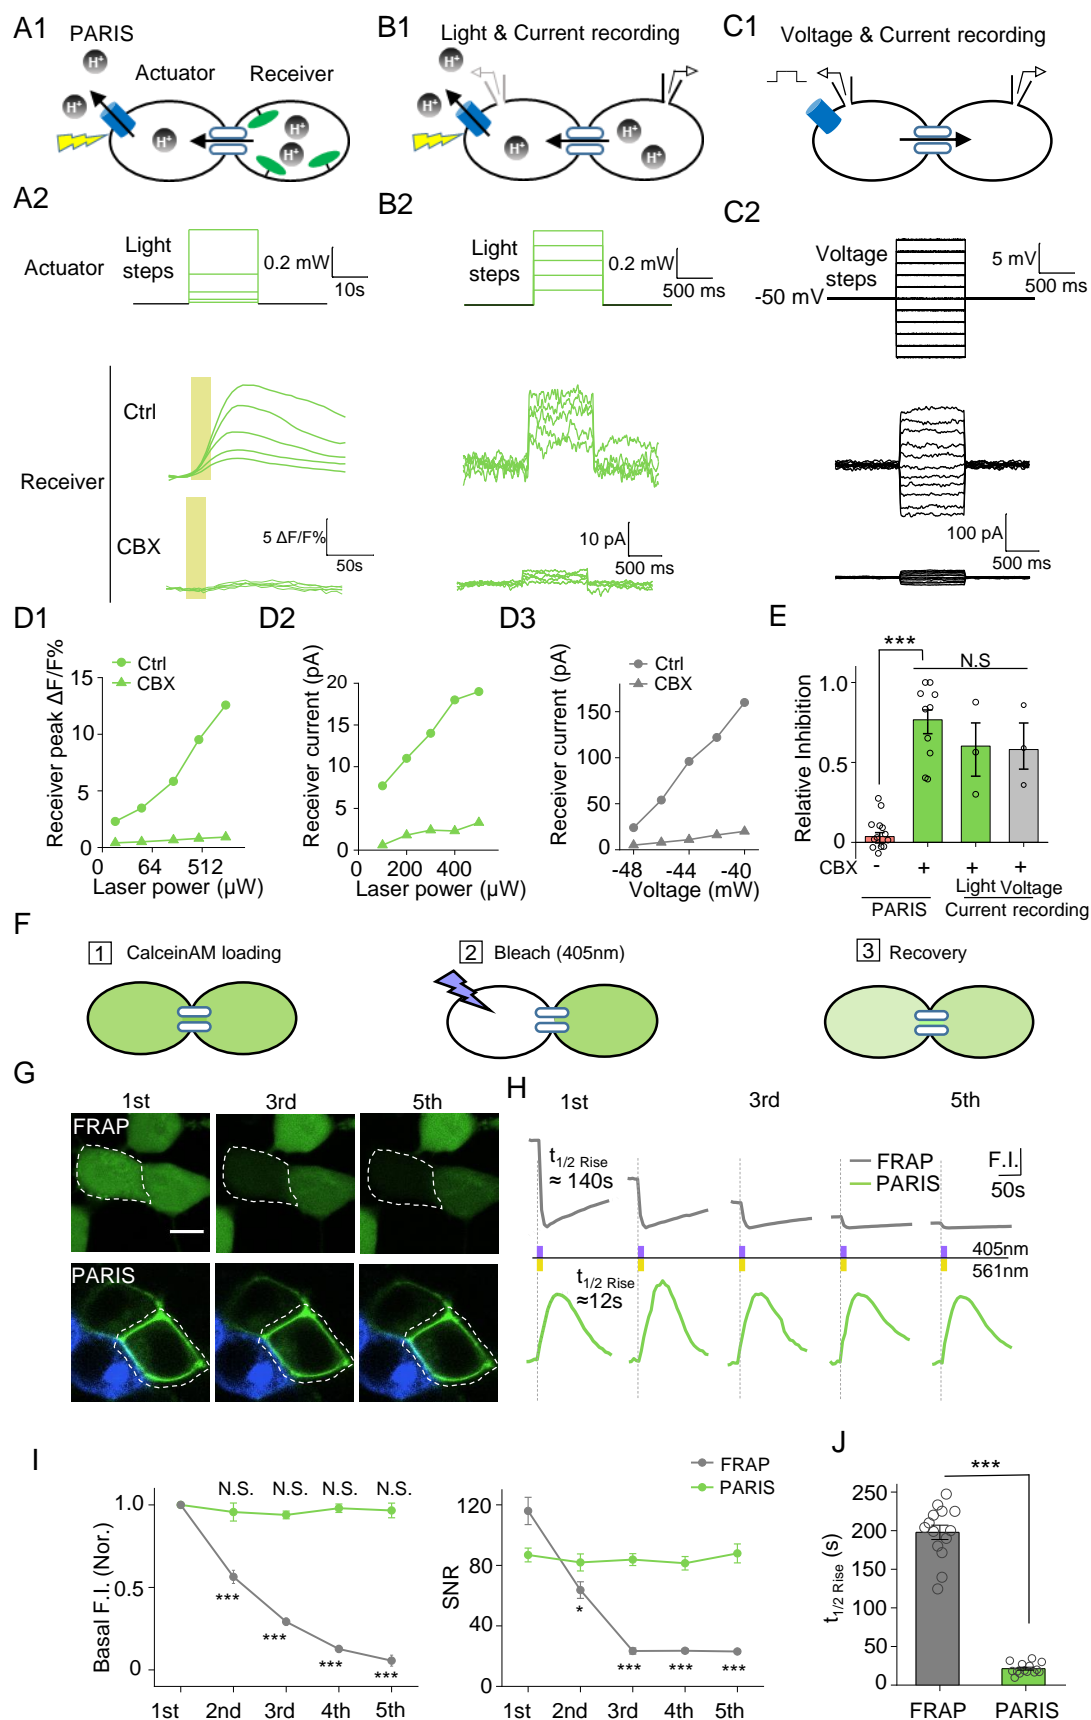 A1 PARIS
B1 Light & Current recording
C1 Voltage & Current recording
Actuator Receiver
H⁺ H⁺ H⁺ H⁺ H⁺ H⁺
H⁺ H⁺ H⁺ H⁺ H⁺
A2
B2
C2
Actuator
Light
steps
0.2 mW
10s
Light
steps
0.2 mW
500 ms
Voltage
steps
5 mV
500 ms
-50 mV
Receiver
Ctrl
CBX
5 ΔF/F%
50s
10 pA
500 ms
100 pA
500 ms
D1
Ctrl
CBX
Receiver peak ΔF/F%
15
10
5
0
0 64 512
Laser power (µW)
D2
Ctrl
CBX
Receiver current (pA)
20
15
10
5
0
200 400
Laser power (µW)
D3
Ctrl
CBX
Receiver current (pA)
150
100
50
0
-48 -44 -40
Voltage (mW)
E
***
N.S
Relative Inhibition
1.0
0.5
0
CBX - + + +
Light Voltage
PARIS Current recording
F
1 CalceinAM loading
2 Bleach (405nm)
3 Recovery
G
1st 3rd 5th
FRAP
PARIS
H
1st 3rd 5th
t1/2 Rise
≈ 140s
FRAP
PARIS
F.I.
50s
405nm
561nm
t1/2 Rise
≈12s
I
Basal F.I. (Nor.)
1.0
0.5
0
N.S. N.S. N.S. N.S.
*** *** *** ***
1st 2nd 3rd 4th 5th
FRAP
PARIS
SNR
120
80
40
0
* *** *** ***
1st 2nd 3rd 4th 5th
J
***
t1/2 Rise (s)
250
200
150
100
50
0
FRAP PARIS